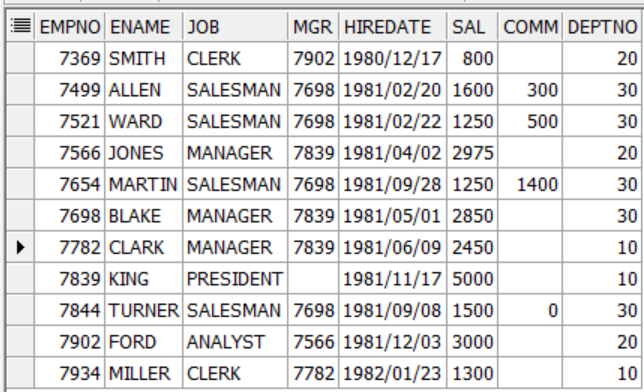 EMPNO ENAME JOB MGR HIREDATE SAL COMM DEPTNO
7369 SMITH CLERK 7902 1980/12/17 800 20
7499 ALLEN SALESMAN 7698 1981/02/20 1600 300 30
7521 WARD SALESMAN 7698 1981/02/22 1250 500 30
7566 JONES MANAGER 7839 1981/04/02 2975 20
7654 MARTIN SALESMAN 7698 1981/09/28 1250 1400 30
7698 BLAKE MANAGER 7839 1981/05/01 2850 30
7782 CLARK MANAGER 7839 1981/06/09 2450 10
7839 KING PRESIDENT 1981/11/17 5000 10
7844 TURNER SALESMAN 7698 1981/09/08 1500 0 30
7902 FORD ANALYST 7566 1981/12/03 3000 20
7934 MILLER CLERK 7782 1982/01/23 1300 10